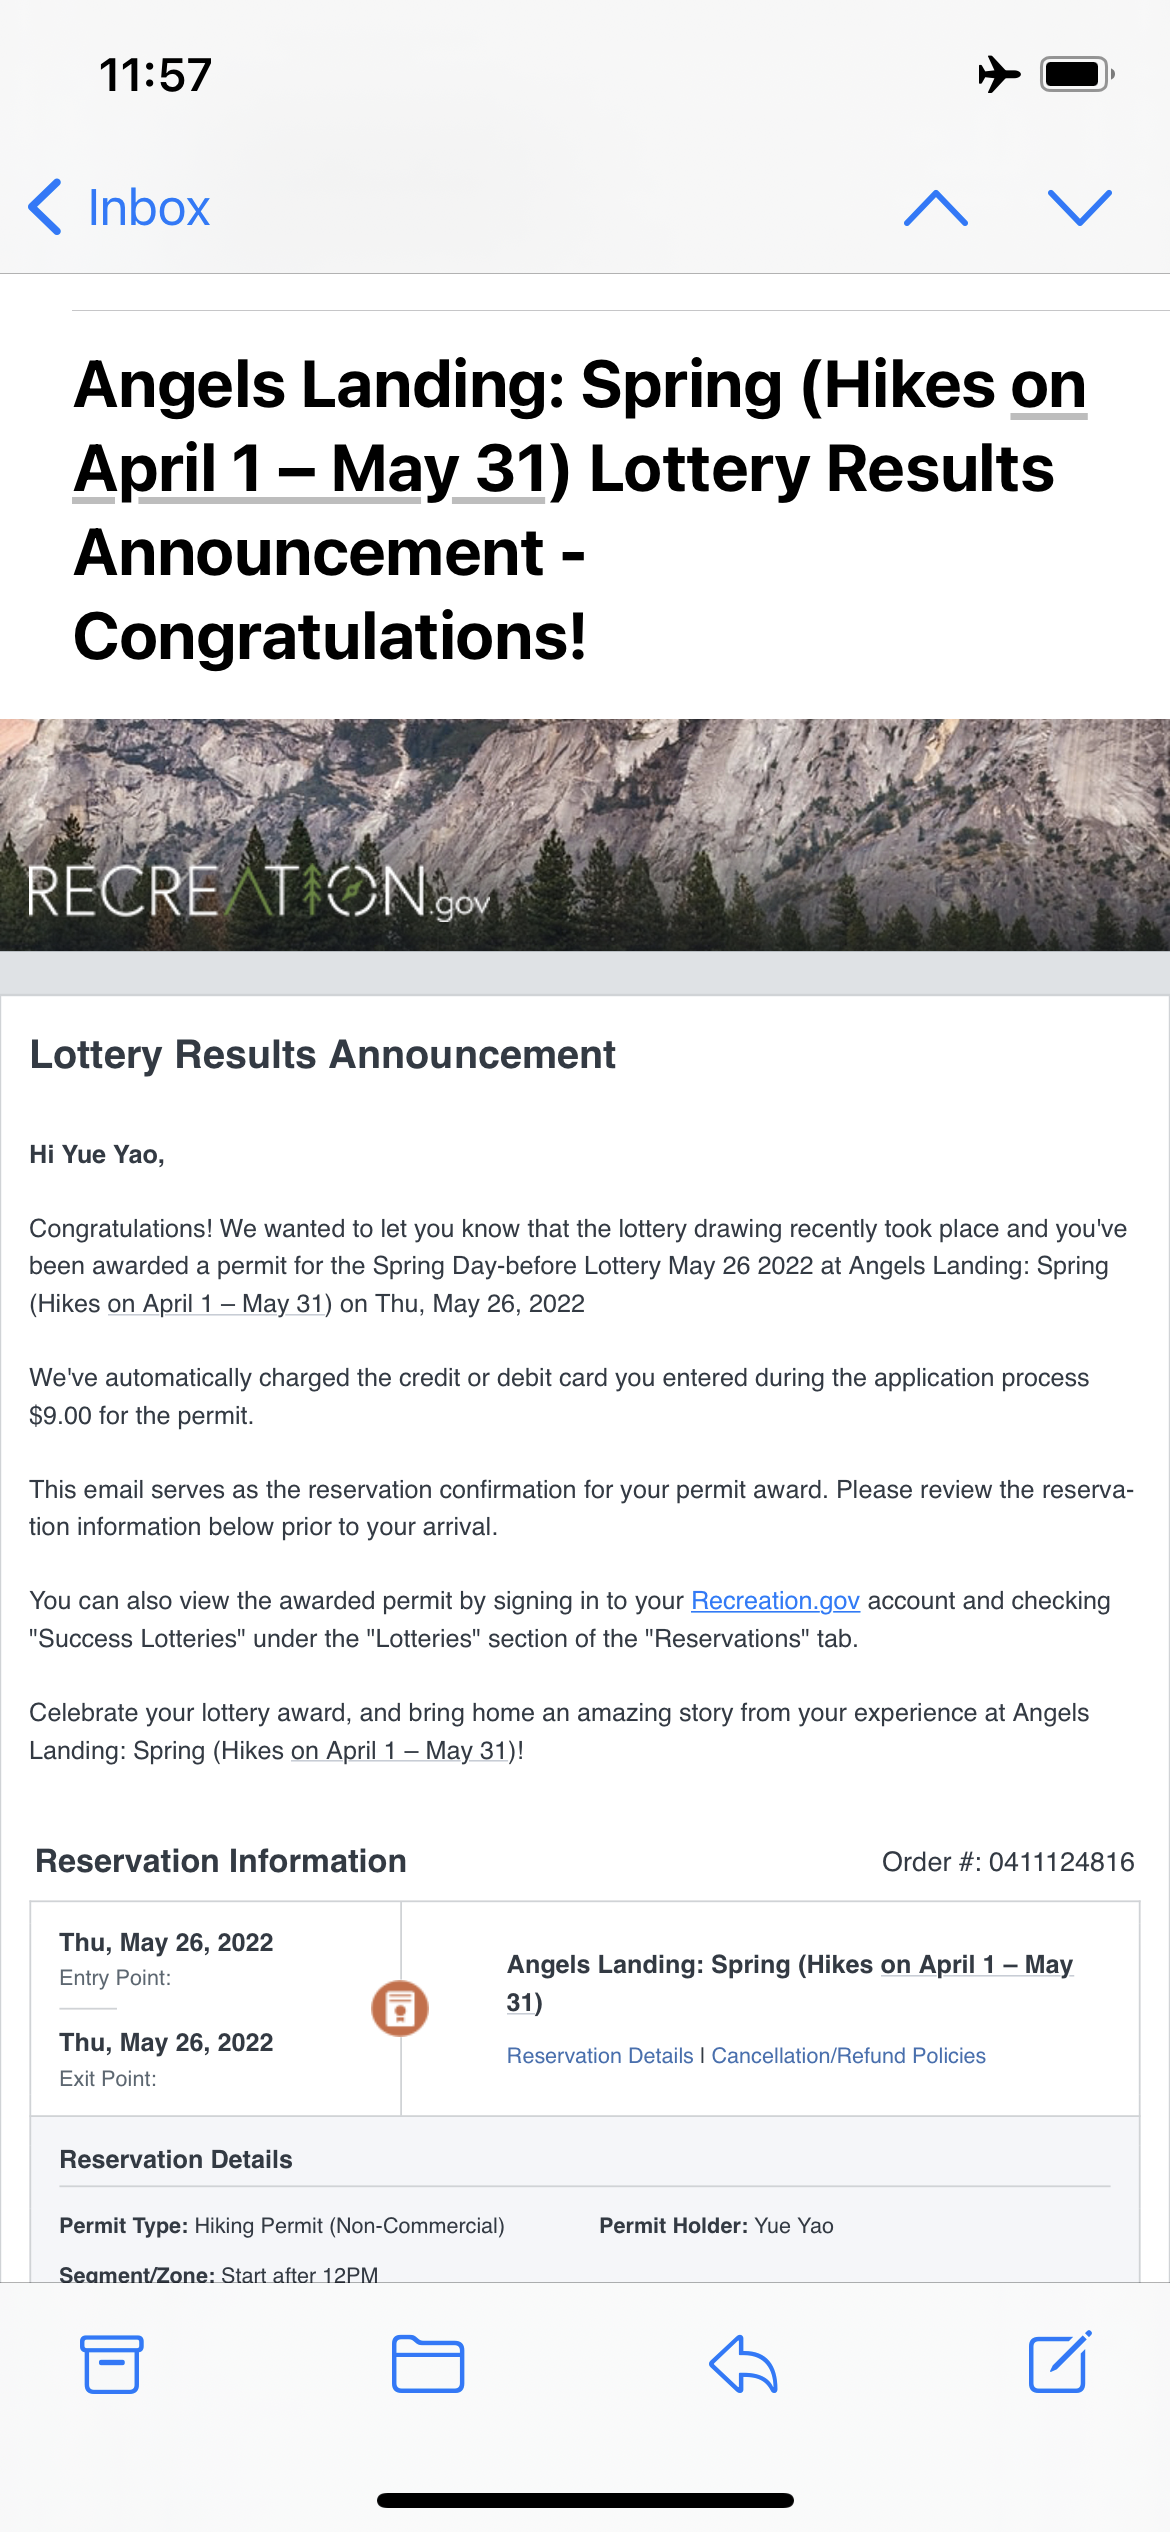 11:57
Inbox
Angels Landing: Spring (Hikes on
April 1 – May 31) Lottery Results
Announcement -
Congratulations!
RECREATION.gov
Lottery Results Announcement
Hi Yue Yao,
Congratulations! We wanted to let you know that the lottery drawing recently took place and you've
been awarded a permit for the Spring Day-before Lottery May 26 2022 at Angels Landing: Spring
(Hikes on April 1 – May 31) on Thu, May 26, 2022
We've automatically charged the credit or debit card you entered during the application process
$9.00 for the permit.
This email serves as the reservation confirmation for your permit award. Please review the reserva-
tion information below prior to your arrival.
You can also view the awarded permit by signing in to your Recreation.gov account and checking
"Success Lotteries" under the "Lotteries" section of the "Reservations" tab.
Celebrate your lottery award, and bring home an amazing story from your experience at Angels
Landing: Spring (Hikes on April 1 – May 31)!
Reservation Information
Order #: 0411124816
Thu, May 26, 2022
Entry Point:
Thu, May 26, 2022
Exit Point:
Angels Landing: Spring (Hikes on April 1 – May
31)
Reservation Details | Cancellation/Refund Policies
Reservation Details
Permit Type: Hiking Permit (Non-Commercial)
Permit Holder: Yue Yao
Segment/Zone: Start after 12PM